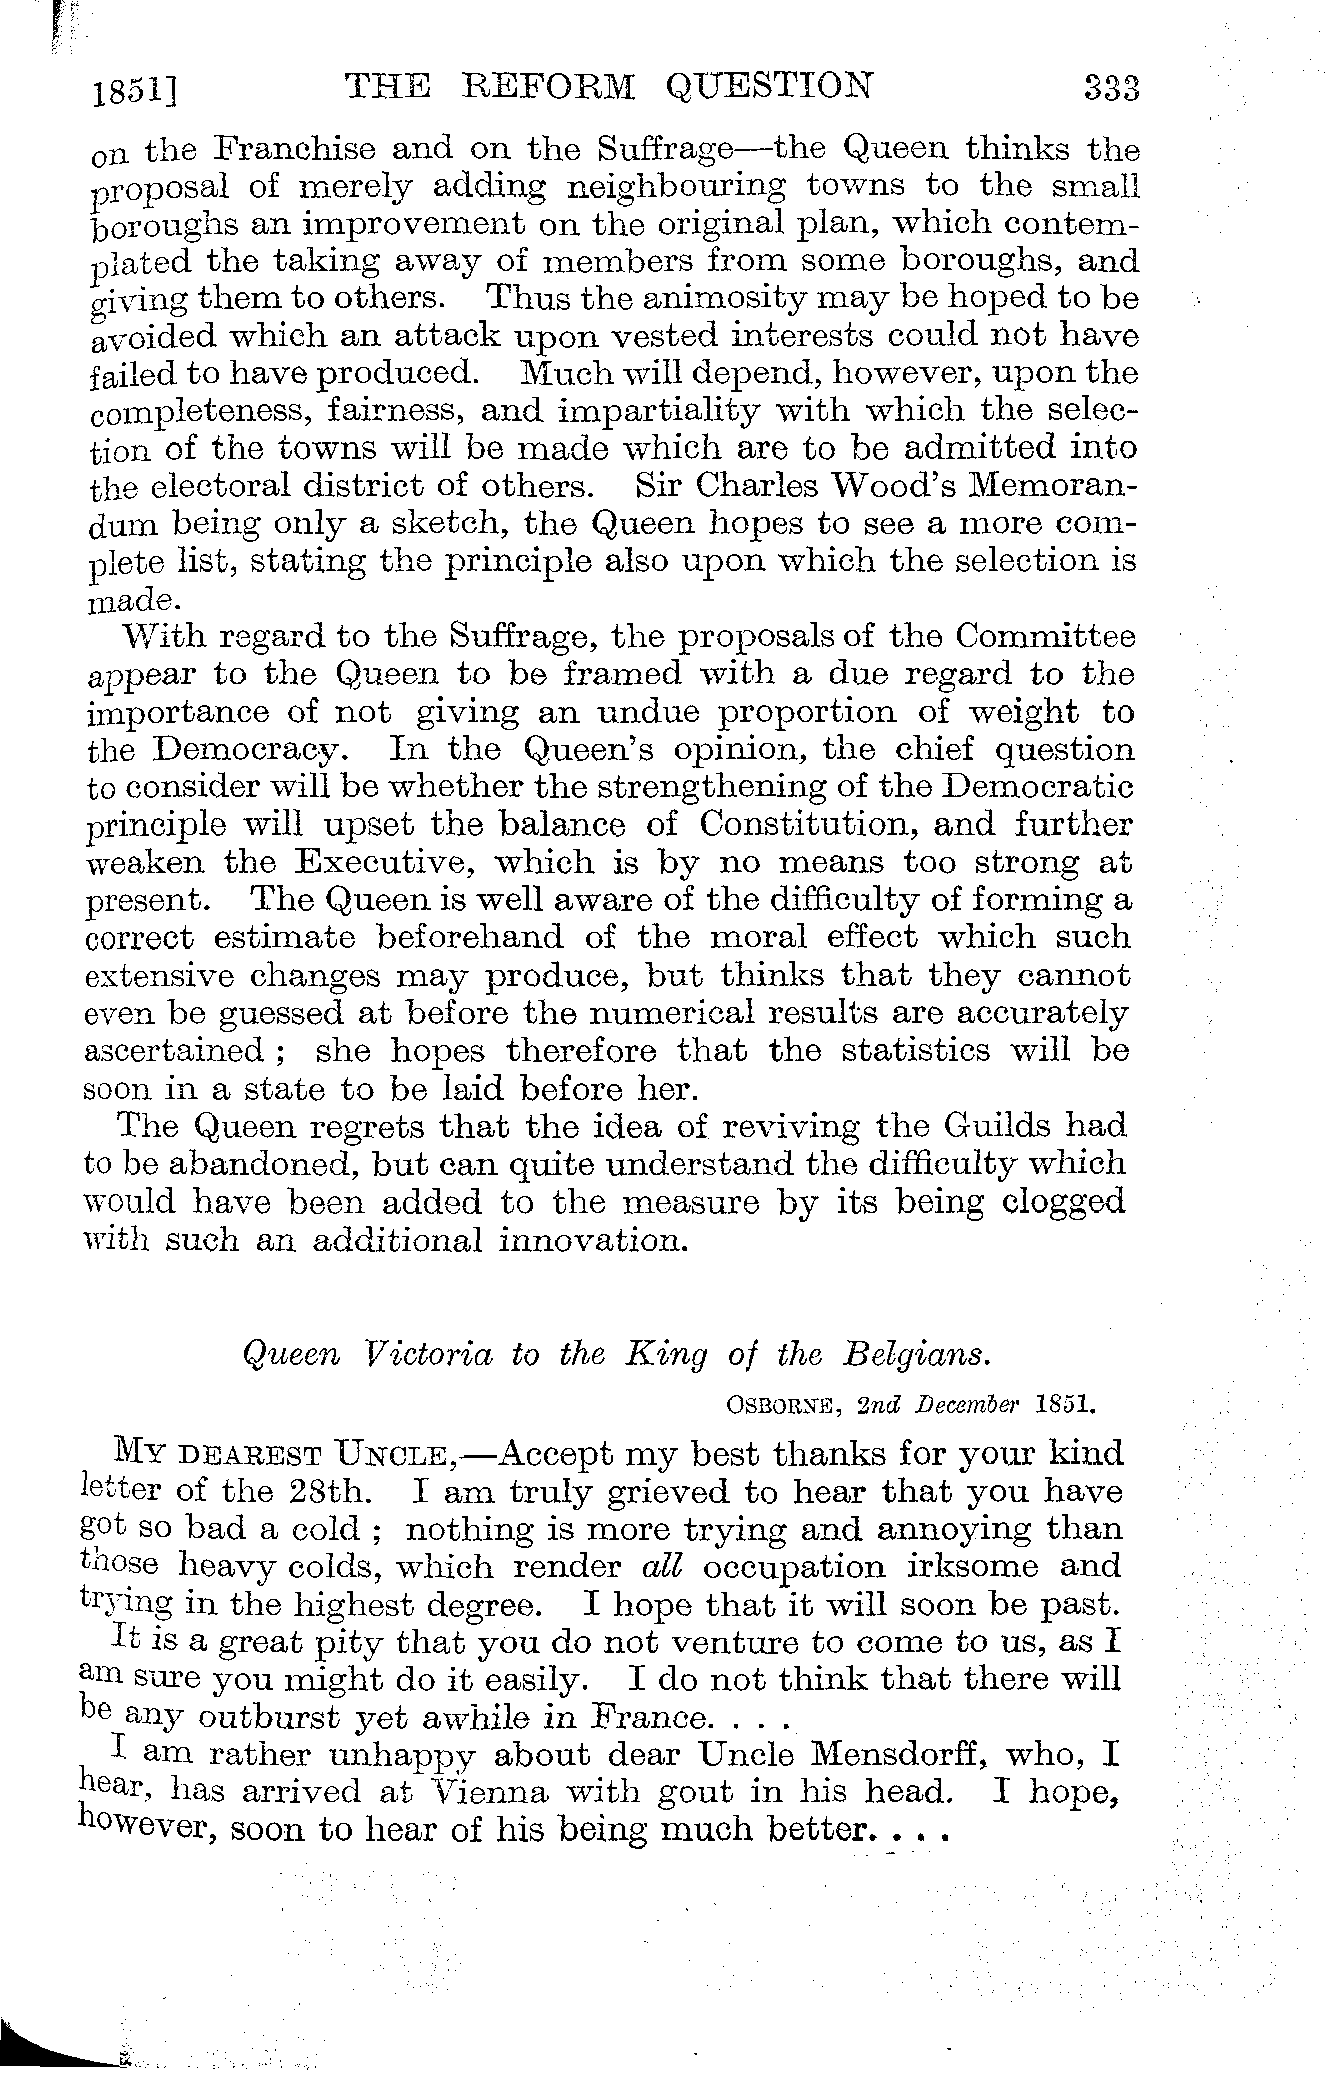 1851] THE REFORM QUESTION 333
on the Franchise and on the Suffrage—the Queen thinks the
proposal of merely adding neighbouring towns to the small
boroughs an improvement on the original plan, which contem-
plated the taking away of members from some boroughs, and
giving them to others. Thus the animosity may be hoped to be
avoided which an attack upon vested interests could not have
failed to have produced. Much will depend, however, upon the
completeness, fairness, and impartiality with which the selec-
tion of the towns will be made which are to be admitted into
the electoral district of others. Sir Charles Wood's Memoran-
dum being only a sketch, the Queen hopes to see a more com-
plete list, stating the principle also upon which the selection is
made.
With regard to the Suffrage, the proposals of the Committee
appear to the Queen to be framed with a due regard to the
importance of not giving an undue proportion of weight to
the Democracy. In the Queen's opinion, the chief question
to consider will be whether the strengthening of the Democratic
principle will upset the balance of Constitution, and further
weaken the Executive, which is by no means too strong at
present. The Queen is well aware of the difficulty of forming a
correct estimate beforehand of the moral effect which such
extensive changes may produce, but thinks that they cannot
even be guessed at before the numerical results are accurately
ascertained ; she hopes therefore that the statistics will be
soon in a state to be laid before her.
The Queen regrets that the idea of reviving the Guilds had
to be abandoned, but can quite understand the difficulty which
would have been added to the measure by its being clogged
with such an additional innovation.
Queen Victoria to the King of the Belgians.
OSBORNE, 2nd December 1851.
MY DEAREST UNCLE,—Accept my best thanks for your kind
letter of the 28th. I am truly grieved to hear that you have
got so bad a cold ; nothing is more trying and annoying than
those heavy colds, which render all occupation irksome and
trying in the highest degree. I hope that it will soon be past.
It is a great pity that you do not venture to come to us, as I
am sure you might do it easily. I do not think that there will
be any outburst yet awhile in France. . . .
I am rather unhappy about dear Uncle Mensdorff, who, I
hear, has arrived at Vienna with gout in his head. I hope,
however, soon to hear of his being much better. . . .